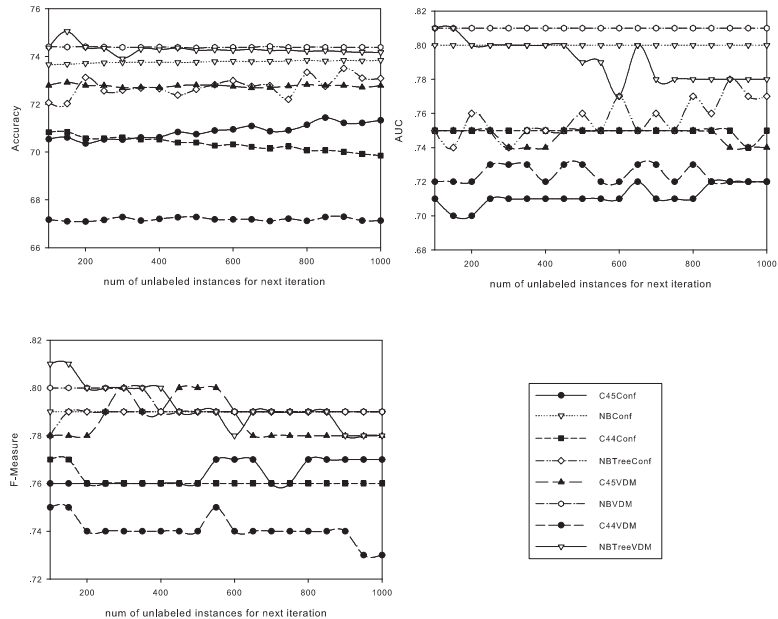 76
74
72
70
68
66
Accuracy
200 400 600 800 1000
num of unlabeled instances for next iteration
.82
.80
.78
.76
.74
.72
.70
.68
AUC
200 400 600 800 1000
num of unlabeled instances for next iteration
.82
.80
.78
.76
.74
.72
F-Measure
200 400 600 800 1000
num of unlabeled instances for next iteration
C45Conf
NBConf
C44Conf
NBTreeConf
C45VDM
NBVDM
C44VDM
NBTreeVDM